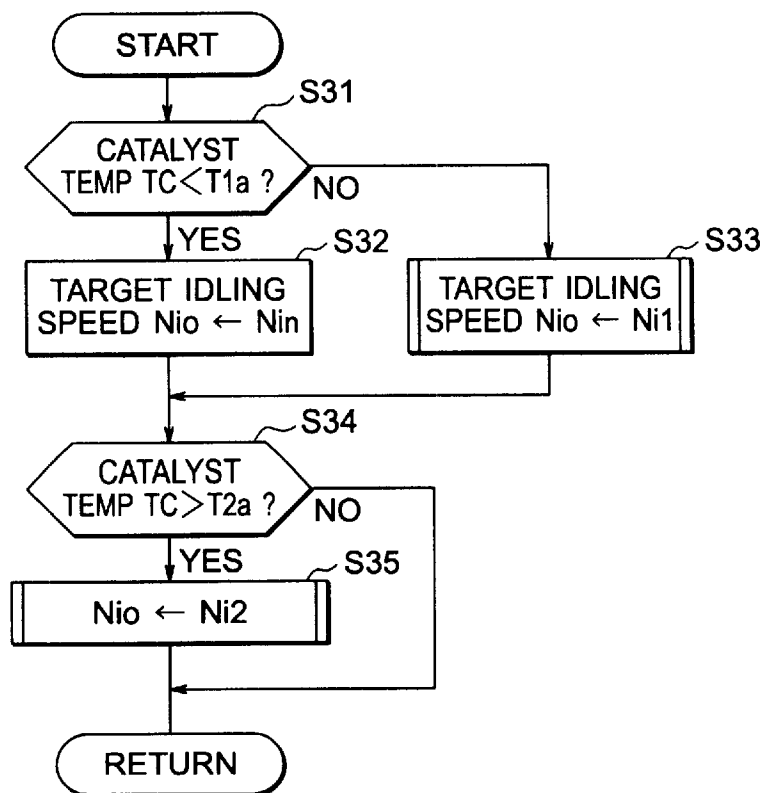 START
S31
CATALYST
TEMP TC<T1a ?
NO
YES
S32
S33
TARGET IDLING
SPEED Nio ← Nin
TARGET IDLING
SPEED Nio ← Ni1
S34
CATALYST
TEMP TC>T2a ?
NO
YES
S35
Nio ← Ni2
RETURN